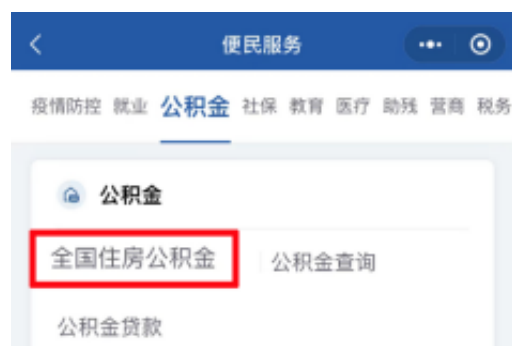 便民服务
疫情防控 就业 公积金 社保 教育 医疗 助残 营商 税务
公积金
全国住房公积金 公积金查询
公积金贷款